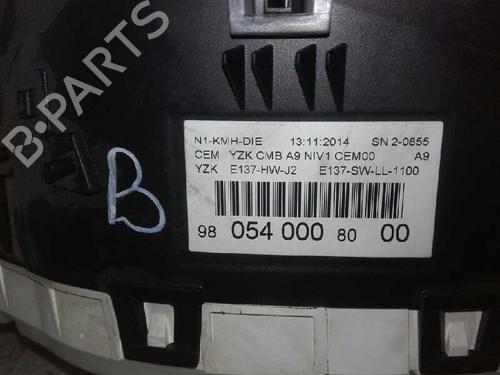 B-PARTS
N1-KMH-DIE 13:11:2014 SN 2-0855
CEM YZK CMB A9 NIV1 CEM00 A9
YZK E137-HW-J2 E137-SW-LL-1100
98 054 000 80 00
B